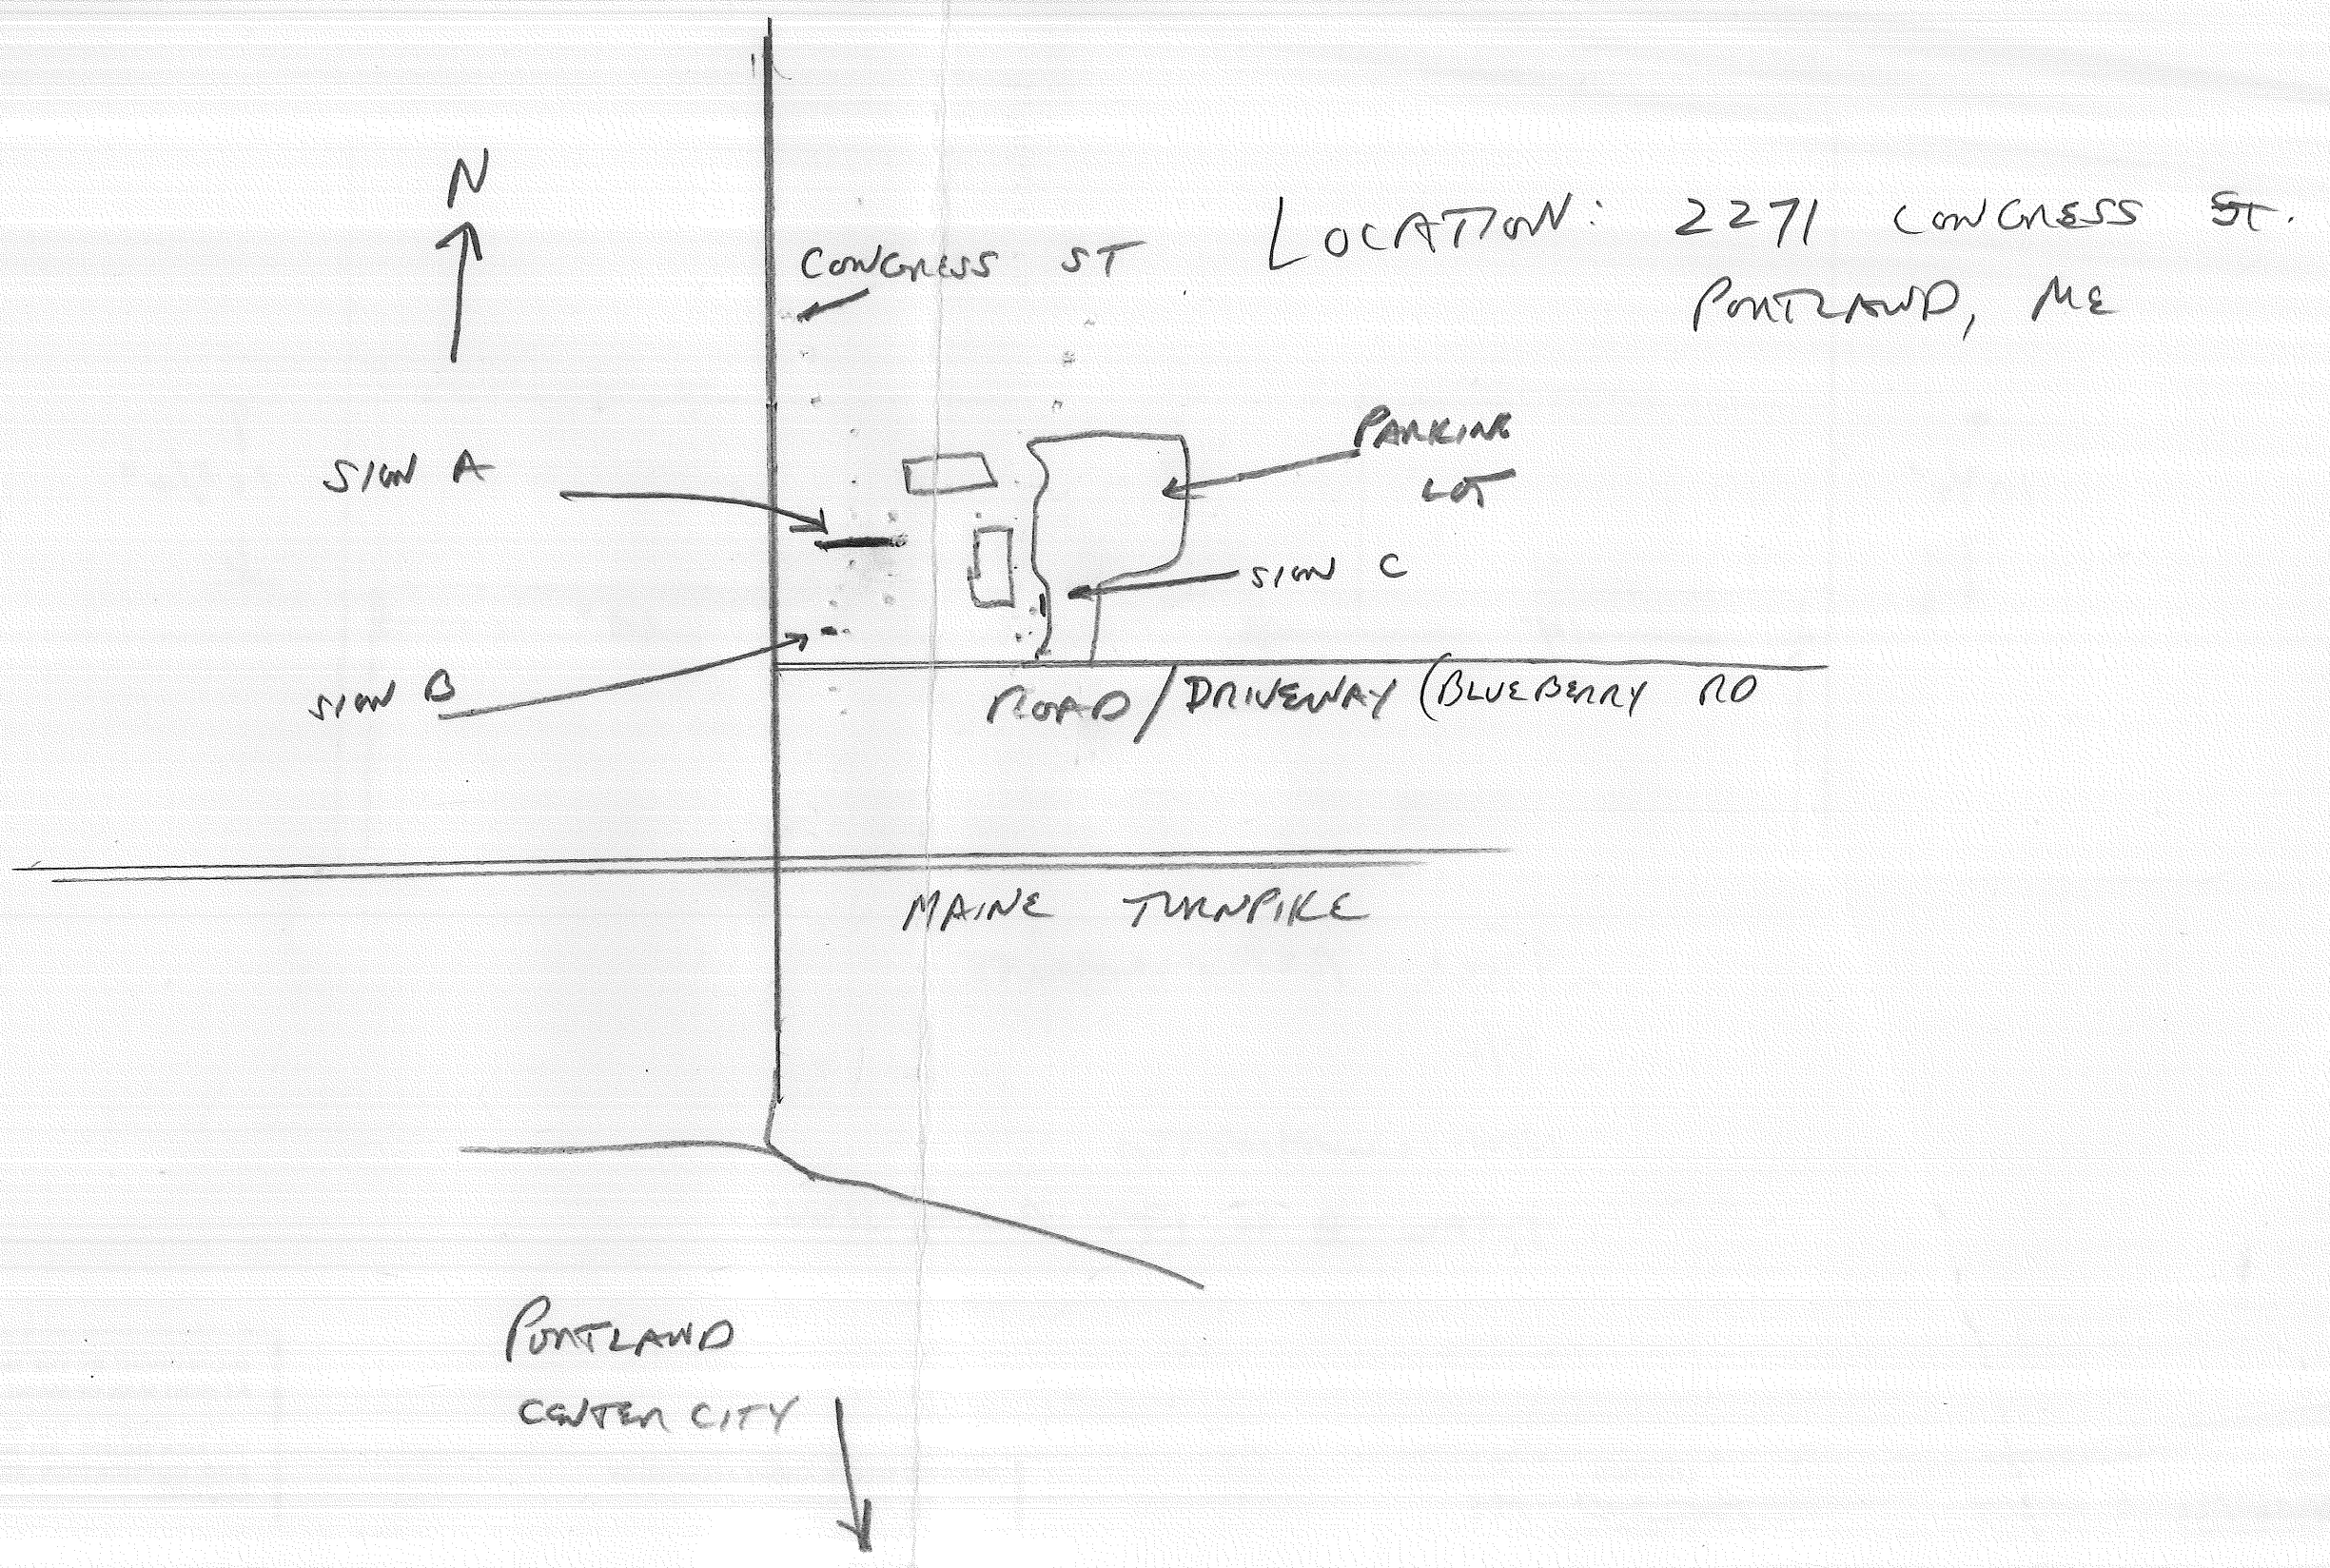 N
LOCATION: 2271 CONGRESS ST.
PORTLAND, ME
CONGRESS ST
PARKING
LOT
SIGN A
SIGN C
SIGN B
ROAD/DRIVEWAY (BLUEBERRY RD
MAINE TURNPIKE
PORTLAND
CENTER CITY